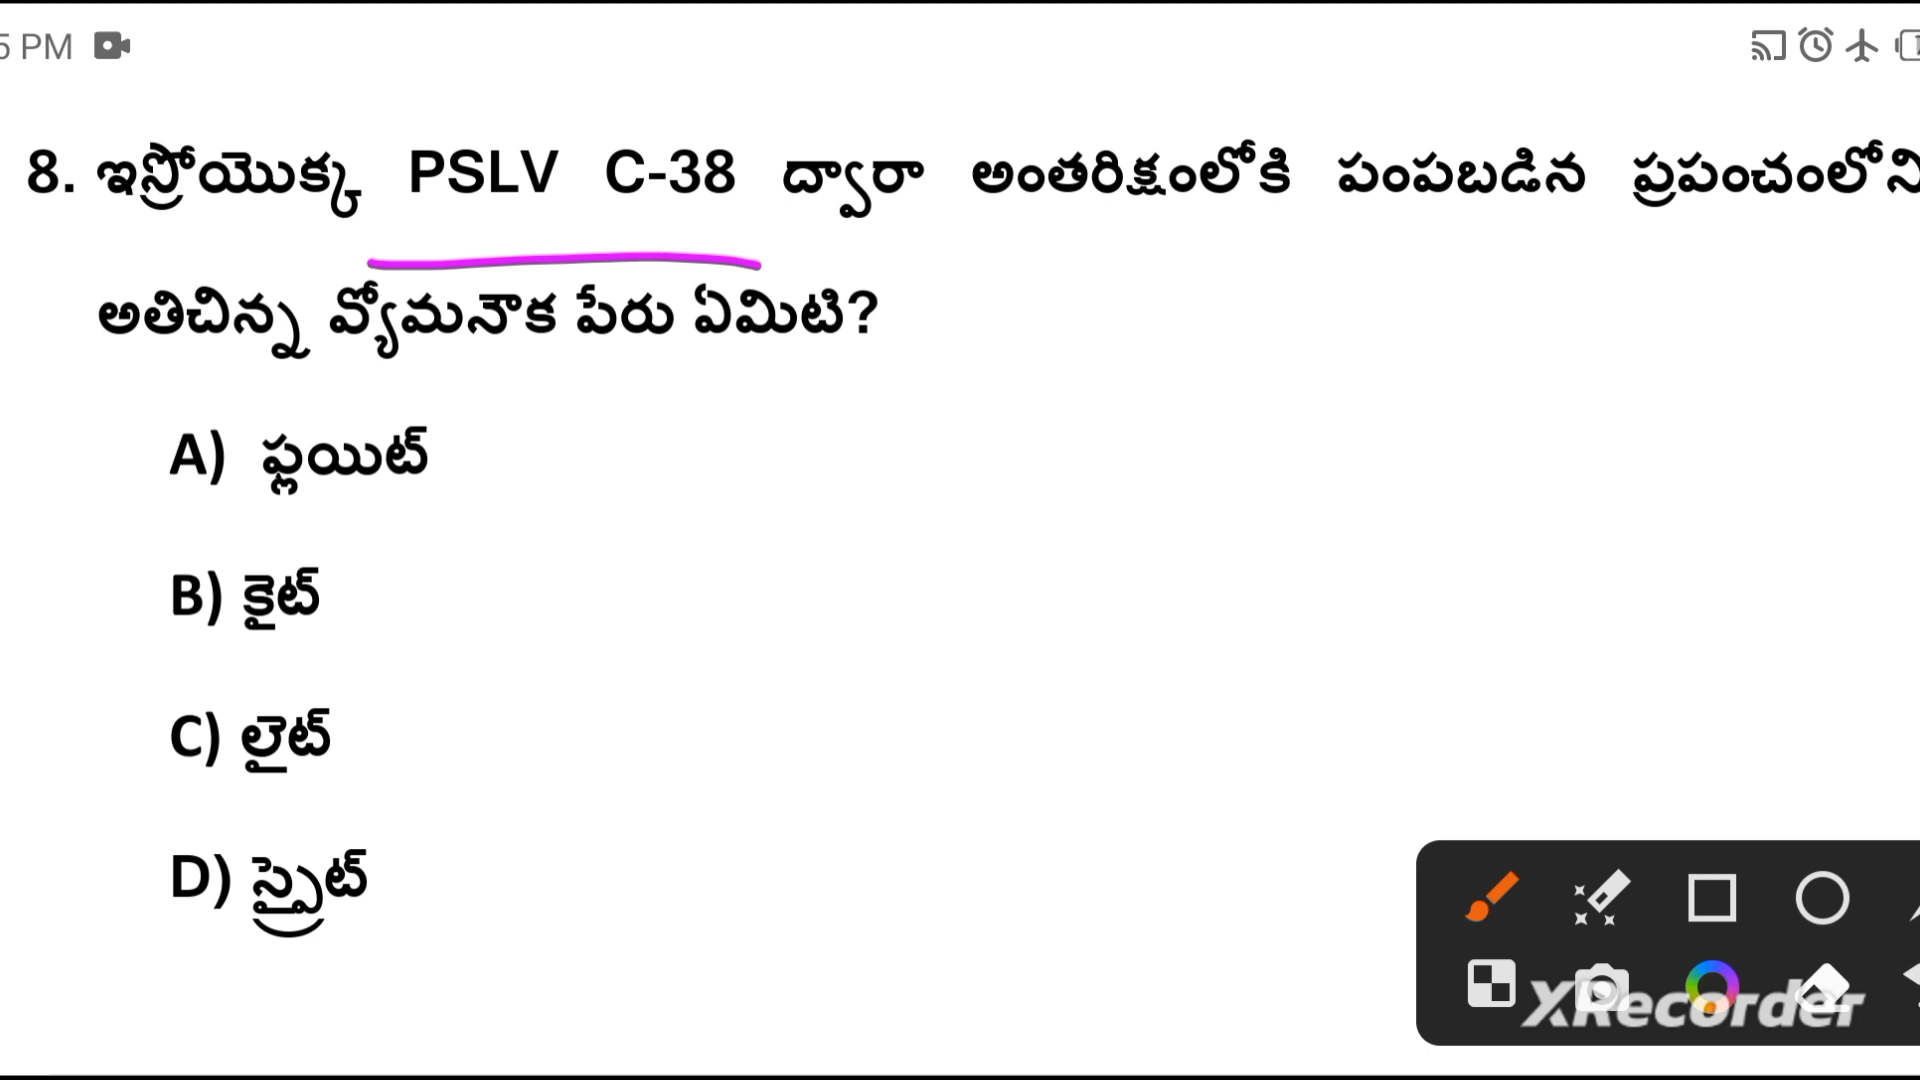 5 PM
8. ఇస్రోయొక్క PSLV C-38 ద్వారా అంతరిక్షంలోకి పంపబడిన ప్రపంచంలోని
అతిచిన్న వ్యోమనౌక పేరు ఏమిటి?
A) ఫ్లయిట్
B) కైట్
C) లైట్
D) స్ప్రైట్
XRecorder